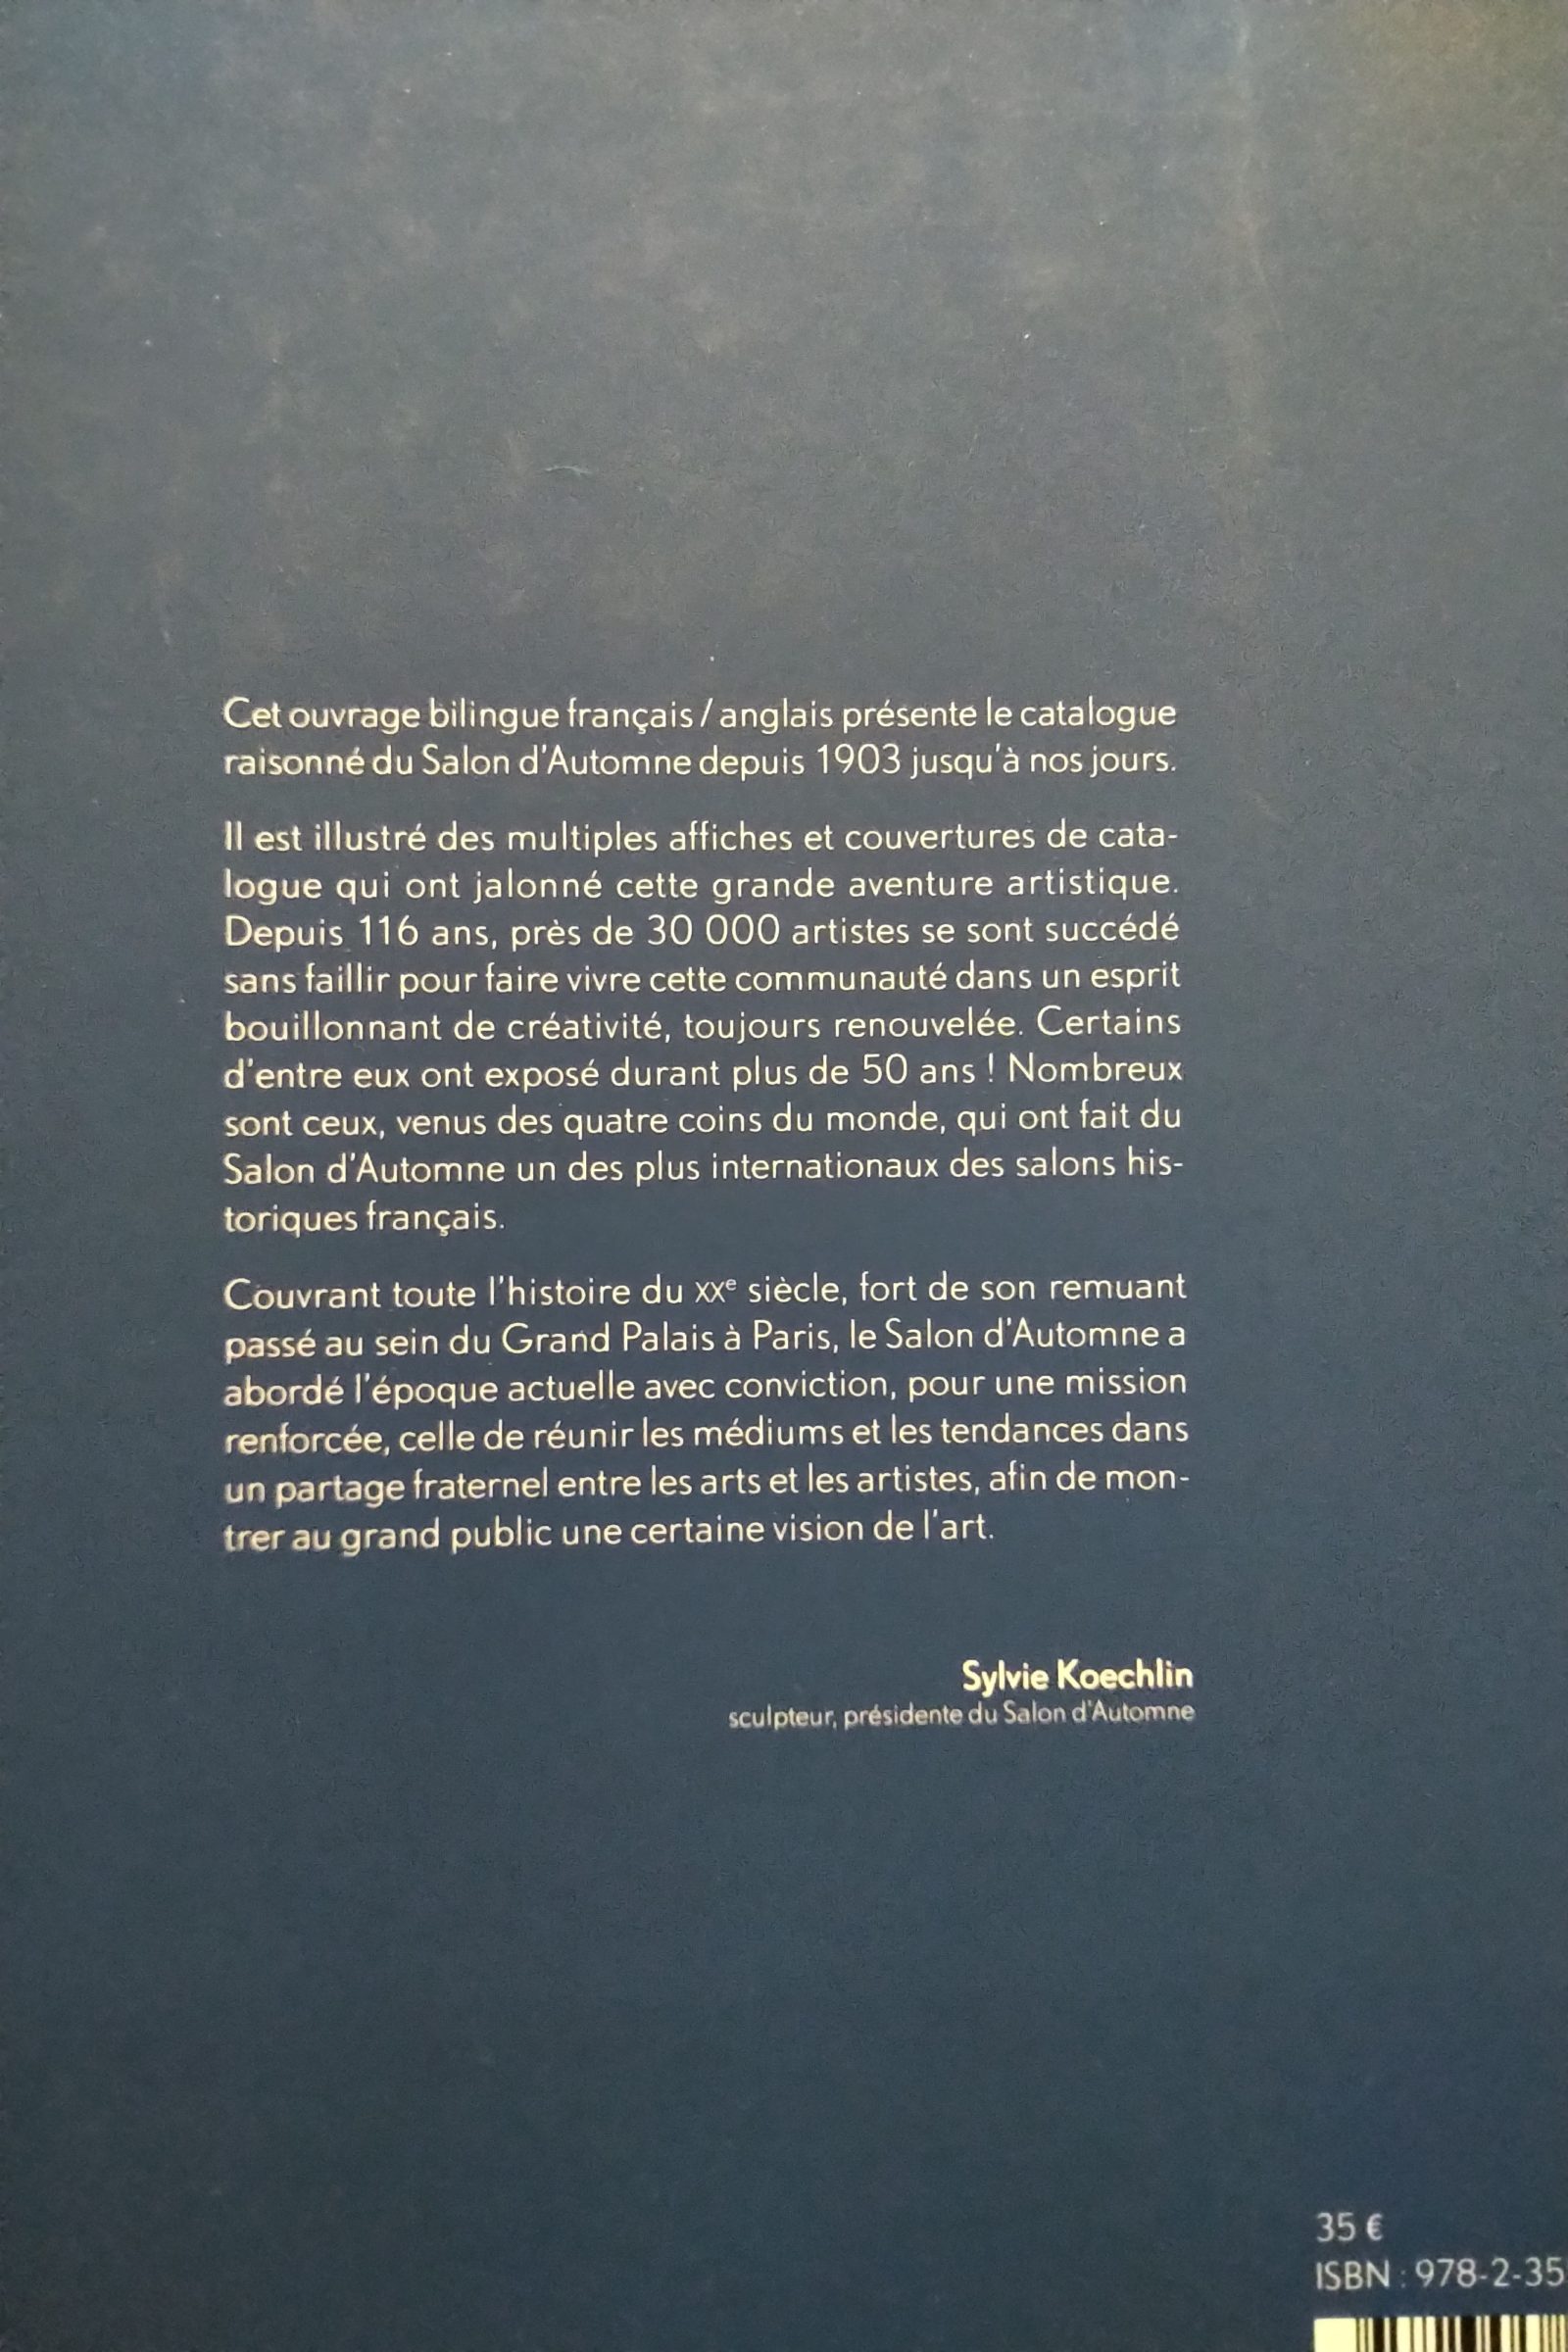 Cet ouvrage bilingue français / anglais présente le catalogue
raisonné du Salon d'Automne depuis 1903 jusqu'à nos jours.
Il est illustré des multiples affiches et couvertures de cata-
logue qui ont jalonné cette grande aventure artistique.
Depuis 116 ans, près de 30 000 artistes se sont succédé
sans faillir pour faire vivre cette communauté dans un esprit
bouillonnant de créativité, toujours renouvelée. Certains
d'entre eux ont exposé durant plus de 50 ans ! Nombreux
sont ceux, venus des quatre coins du monde, qui ont fait du
Salon d'Automne un des plus internationaux des salons his-
toriques français.
Couvrant toute l'histoire du XXe siècle, fort de son remuant
passé au sein du Grand Palais à Paris, le Salon d'Automne a
abordé l'époque actuelle avec conviction, pour une mission
renforcée, celle de réunir les médiums et les tendances dans
un partage fraternel entre les arts et les artistes, afin de mon-
trer au grand public une certaine vision de l'art.
Sylvie Koechlin
sculpteur, présidente du Salon d'Automne
35 €
ISBN : 978-2-35